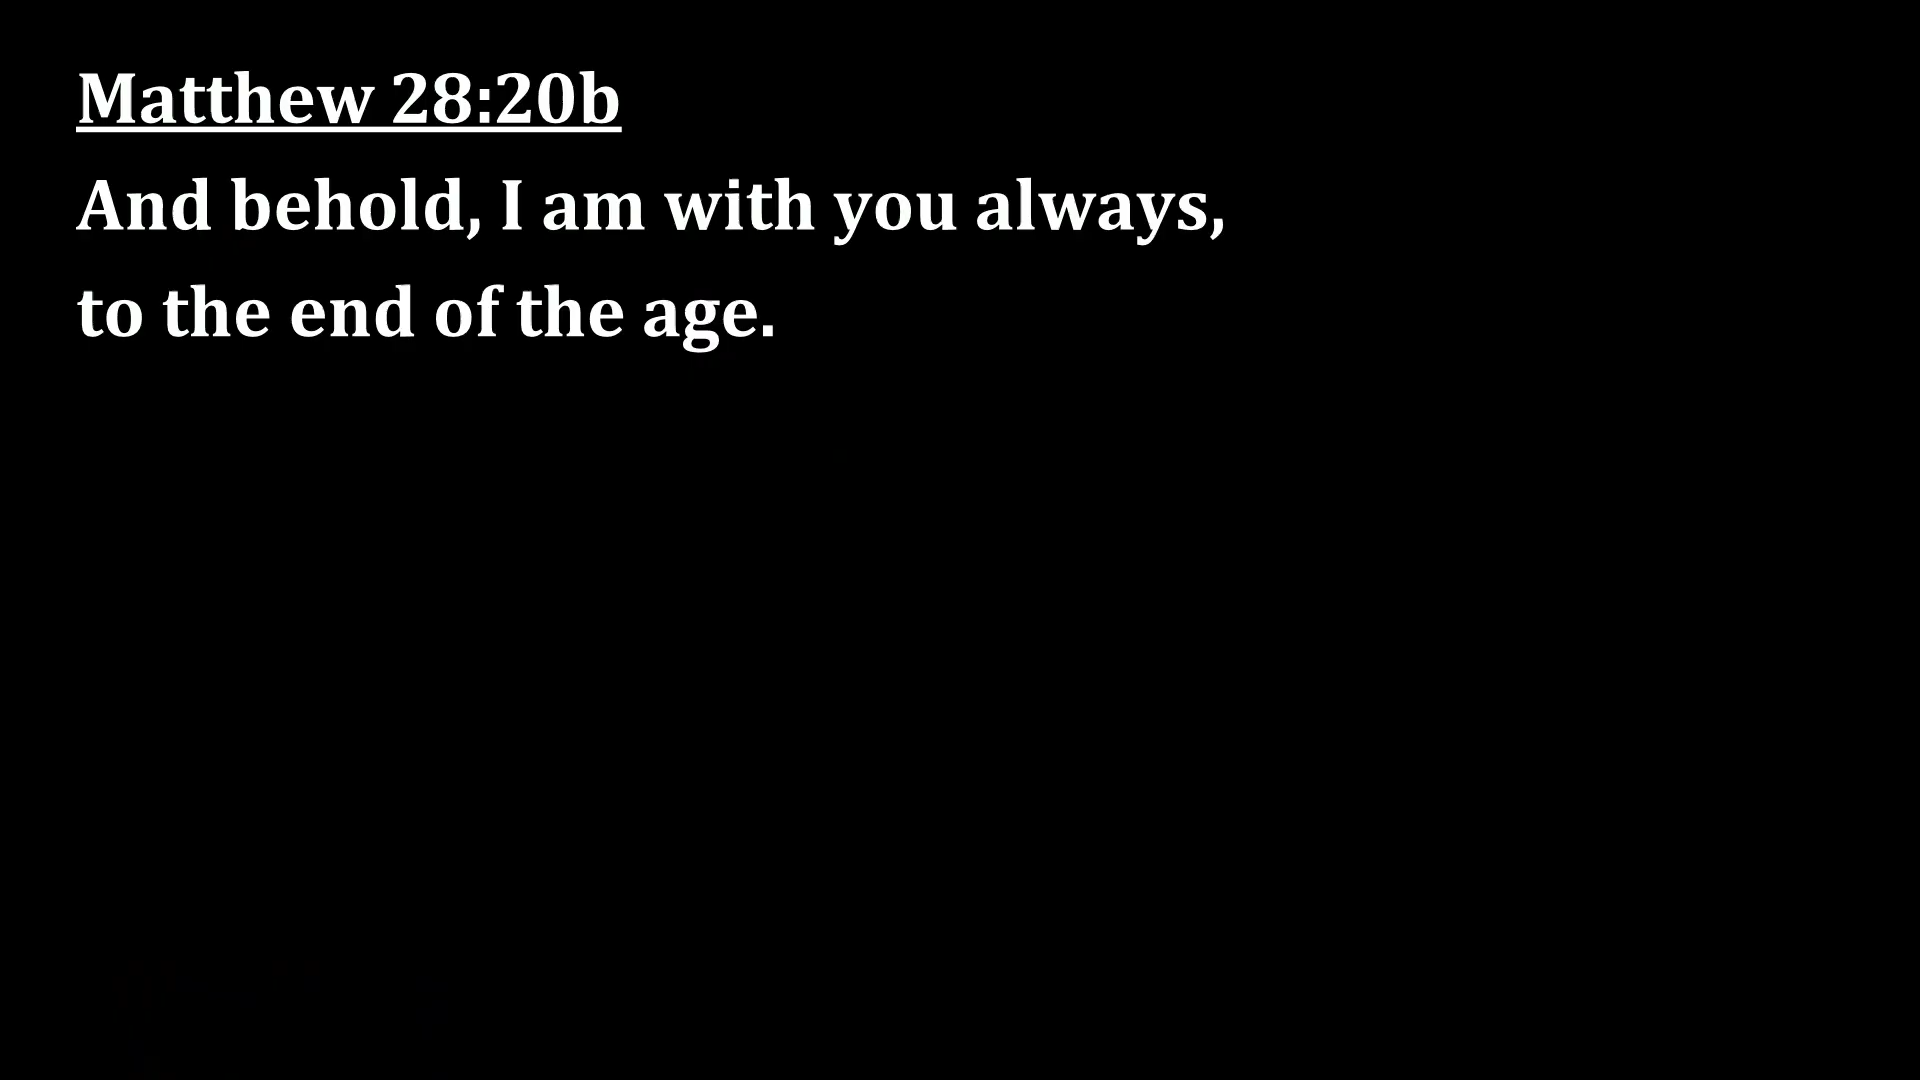 Matthew 28:20b
And behold, I am with you always,
to the end of the age.